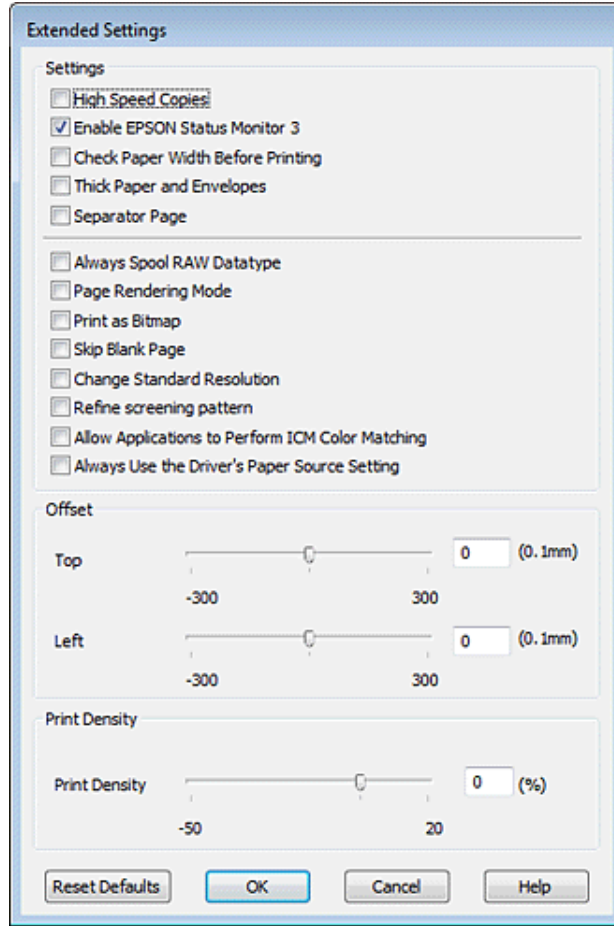 Extended Settings
Settings
High Speed Copies
Enable EPSON Status Monitor 3
Check Paper Width Before Printing
Thick Paper and Envelopes
Separator Page
Always Spool RAW Datatype
Page Rendering Mode
Print as Bitmap
Skip Blank Page
Change Standard Resolution
Refine screening pattern
Allow Applications to Perform ICM Color Matching
Always Use the Driver's Paper Source Setting
Offset
Top 0 (0.1mm)
-300 300
Left 0 (0.1mm)
-300 300
Print Density
Print Density 0 (%)
-50 20
Reset Defaults OK Cancel Help